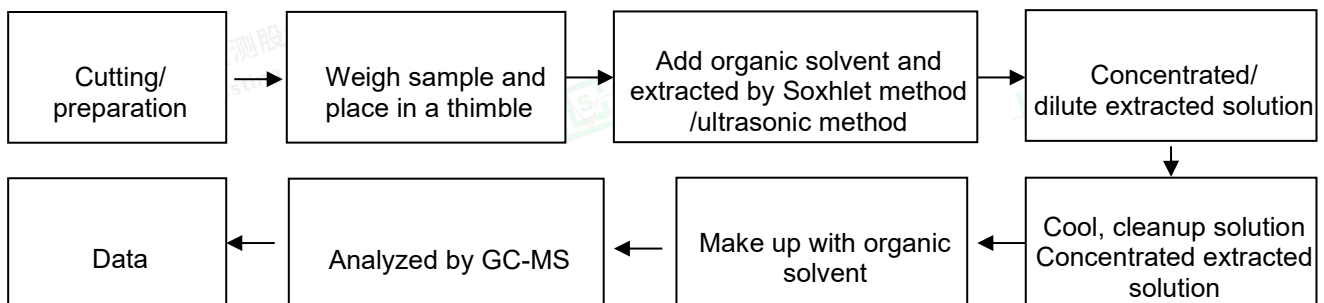 Cutting/
preparation
Weigh sample and
place in a thimble
Add organic solvent and
extracted by Soxhlet method
/ultrasonic method
Concentrated/
dilute extracted solution
Cool, cleanup solution
Concentrated extracted
solution
Make up with organic
solvent
Analyzed by GC-MS
Data